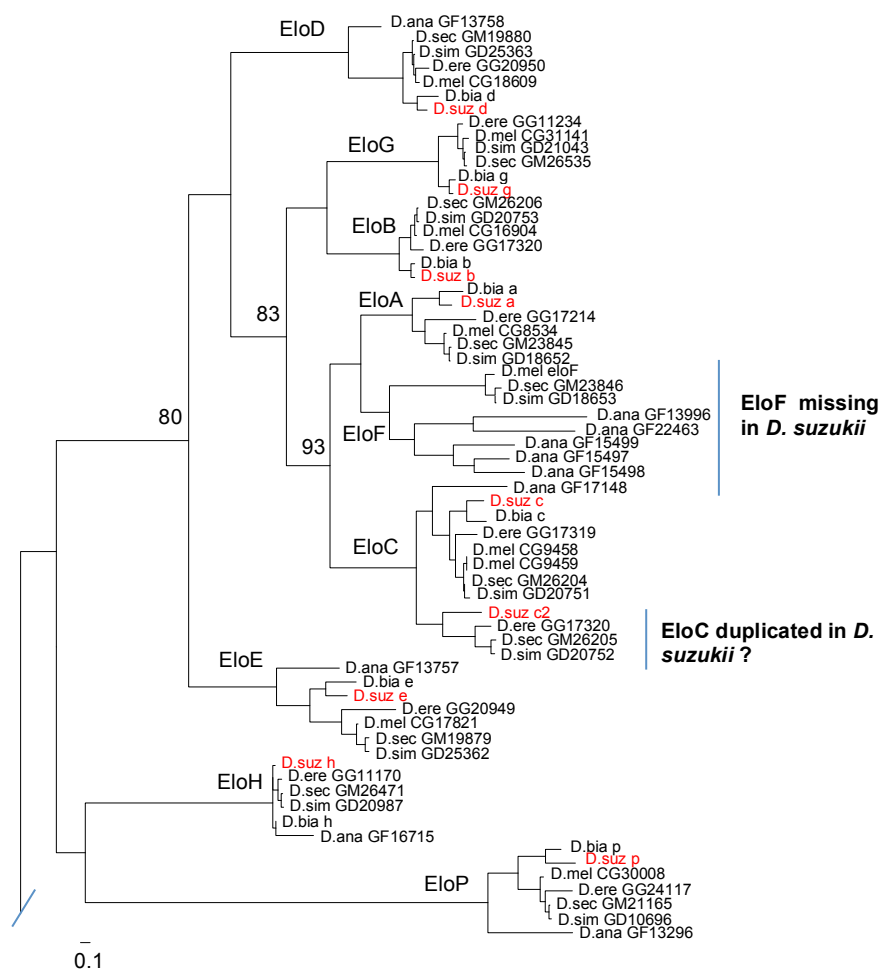 EloD
D.ana GF13758
D.sec GM19880
D.sim GD25363
D.ere GG20950
D.mel CG18609
D.bia d
D.suz d
EloG
D.ere GG11234
D.mel CG31141
D.sim GD21043
D.sec GM26535
D.bia g
D.suz g
EloB
D.sec GM26206
D.sim GD20753
D.mel CG16904
D.ere GG17320
D.bia b
D.suz b
83
EloA
D.bia a
D.suz a
D.ere GG17214
D.mel CG8534
D.sec GM23845
D.sim GD18652
80
93
EloF
D.mel eloF
D.sec GM23846
D.sim GD18653
D.ana GF13996
D.ana GF22463
D.ana GF15499
D.ana GF15497
D.ana GF15498
EloF missing
in D. suzukii
EloC
D.ana GF17148
D.suz c
D.bia c
D.ere GG17319
D.mel CG9458
D.mel CG9459
D.sec GM26204
D.sim GD20751
D.suz c2
D.ere GG17320
D.sec GM26205
D.sim GD20752
EloC duplicated in D.
suzukii ?
EloE
D.ana GF13757
D.bia e
D.suz e
D.ere GG20949
D.mel CG17821
D.sec GM19879
D.sim GD25362
EloH
D.suz h
D.ere GG11170
D.sec GM26471
D.sim GD20987
D.bia h
D.ana GF16715
EloP
D.bia p
D.suz p
D.mel CG30008
D.ere GG24117
D.sec GM21165
D.sim GD10696
D.ana GF13296
0.1